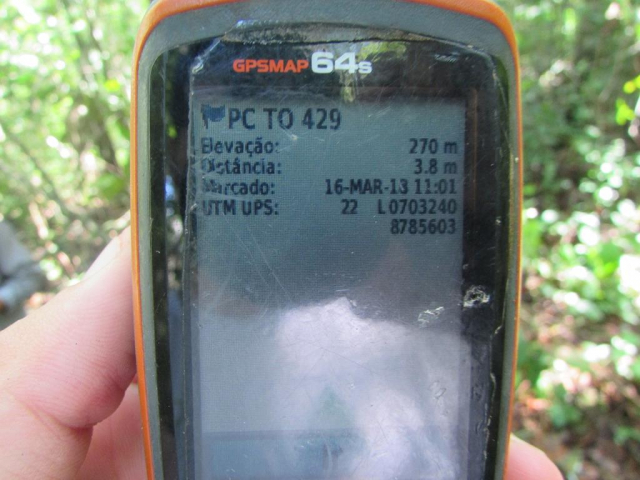 GPSMAP 64s
PC TO 429
Elevação: 270 m
Distância: 3.8 m
Marcado: 16-MAR-13 11:01
UTM UPS: 22 L0703240
8785603